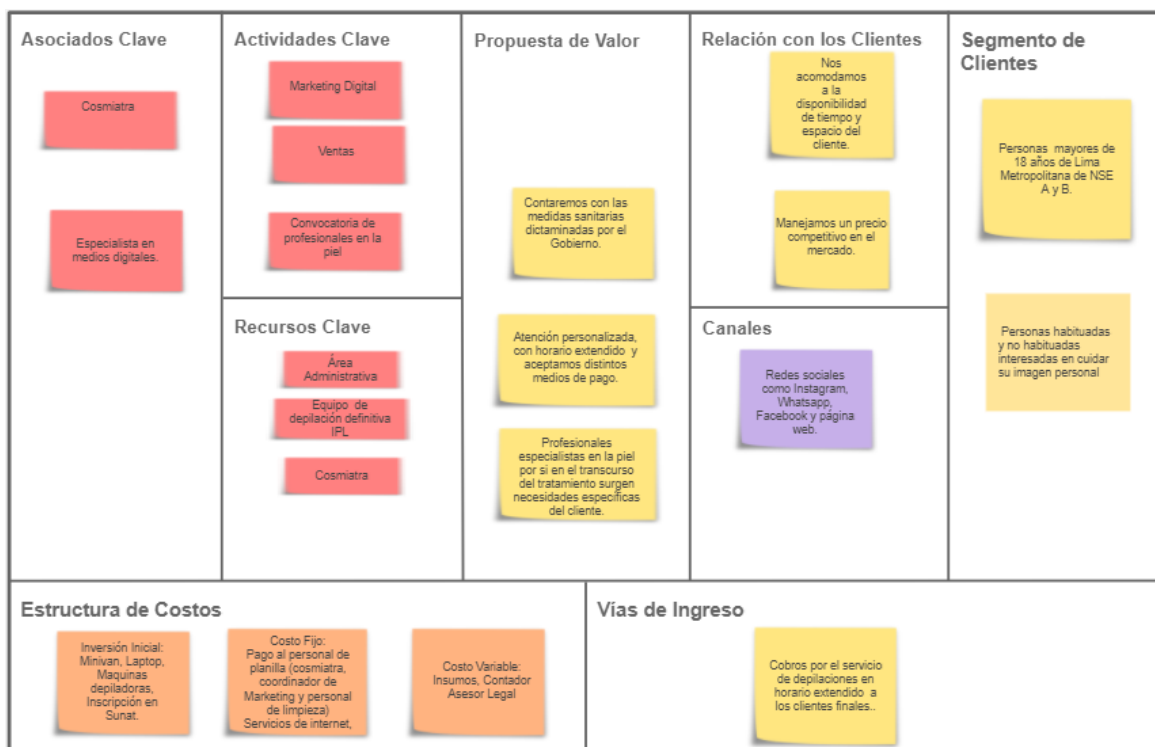 Asociados Clave
Cosmiatra
Especialista en
medios digitales.
Actividades Clave
Marketing Digital
Ventas
Convocatoria de
profesionales en la
piel
Recursos Clave
Área
Administrativa
Equipo de
depilación definitiva
IPL
Cosmiatra
Propuesta de Valor
Contaremos con las
medidas sanitarias
dictaminadas por el
Gobierno.
Atención personalizada,
con horario extendido y
aceptamos distintos
medios de pago.
Profesionales
especialistas en la piel
por si en el transcurso
del tratamiento surgen
necesidades específicas
del cliente.
Relación con los Clientes
Nos
acomodamos
a la
disponibilidad
de tiempo y
espacio del
cliente.
Manejamos un precio
competitivo en el
mercado.
Canales
Redes sociales
como Instagram,
Whatsapp,
Facebook y página
web.
Segmento de
Clientes
Personas mayores de
18 años de Lima
Metropolitana de NSE
A y B.
Personas habituadas
y no habituadas
interesadas en cuidar
su imagen personal
Estructura de Costos
Inversión Inicial:
Minivan, Laptop,
Maquinas
depiladoras,
Inscripción en
Sunat.
Costo Fijo:
Pago al personal de
planilla (cosmiatra,
coordinador de
Marketing y personal
de limpieza)
Servicios de internet,
Costo Variable:
Insumos, Contador
Asesor Legal
Vías de Ingreso
Cobros por el servicio
de depilaciones en
horario extendido a
los clientes finales..